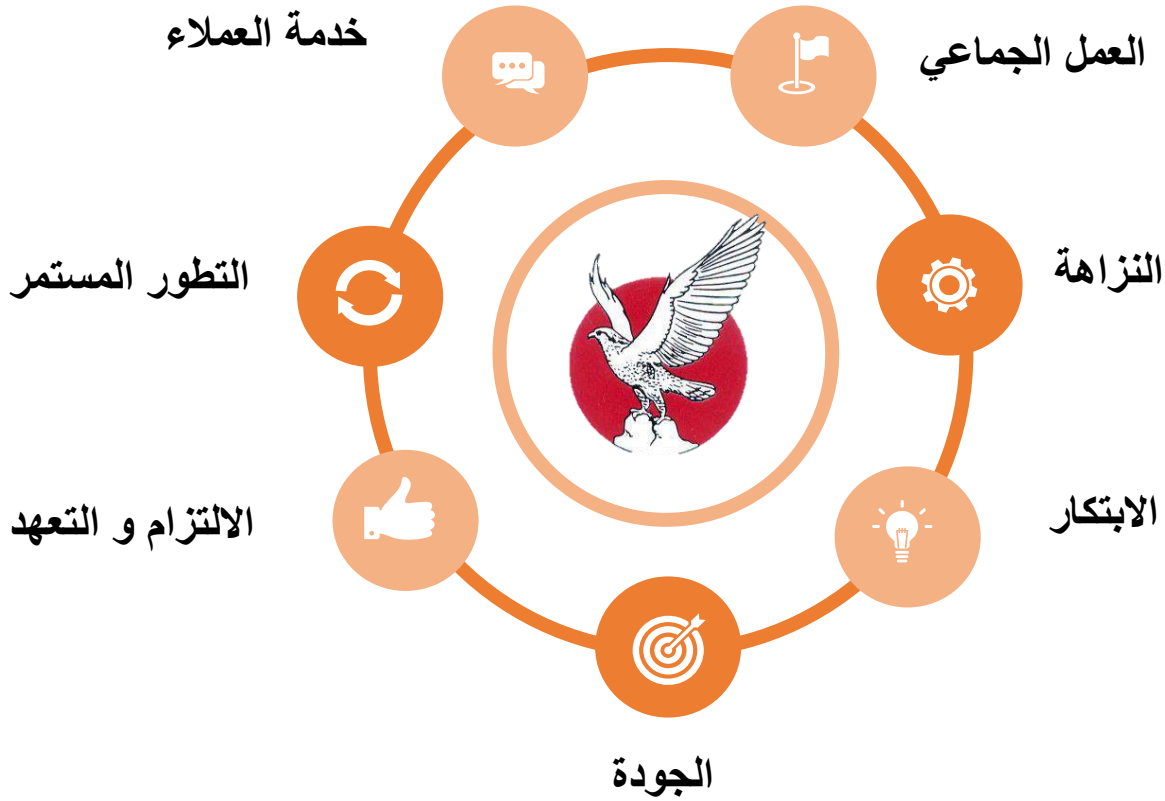 العمل الجماعي
خدمة العملاء
النزاهة
التطور المستمر
الابتكار
الالتزام و التعهد
الجودة